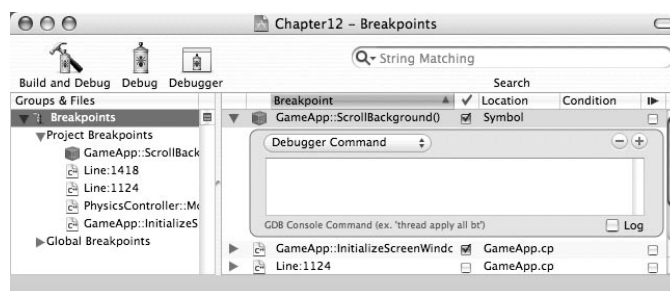 Chapter12 – Breakpoints
String Matching
Build and Debug Debug Debugger Search
Groups & Files
Breakpoints
Project Breakpoints
GameApp::ScrollBack
Line:1418
Line:1124
PhysicsController::Mo
GameApp::InitializeS
Global Breakpoints
Breakpoint Location Condition
GameApp::ScrollBackground() Symbol
Debugger Command
GDB Console Command (ex. 'thread apply all bt') Log
GameApp::InitializeScreenWindo GameApp.cp
Line:1124 GameApp.cp